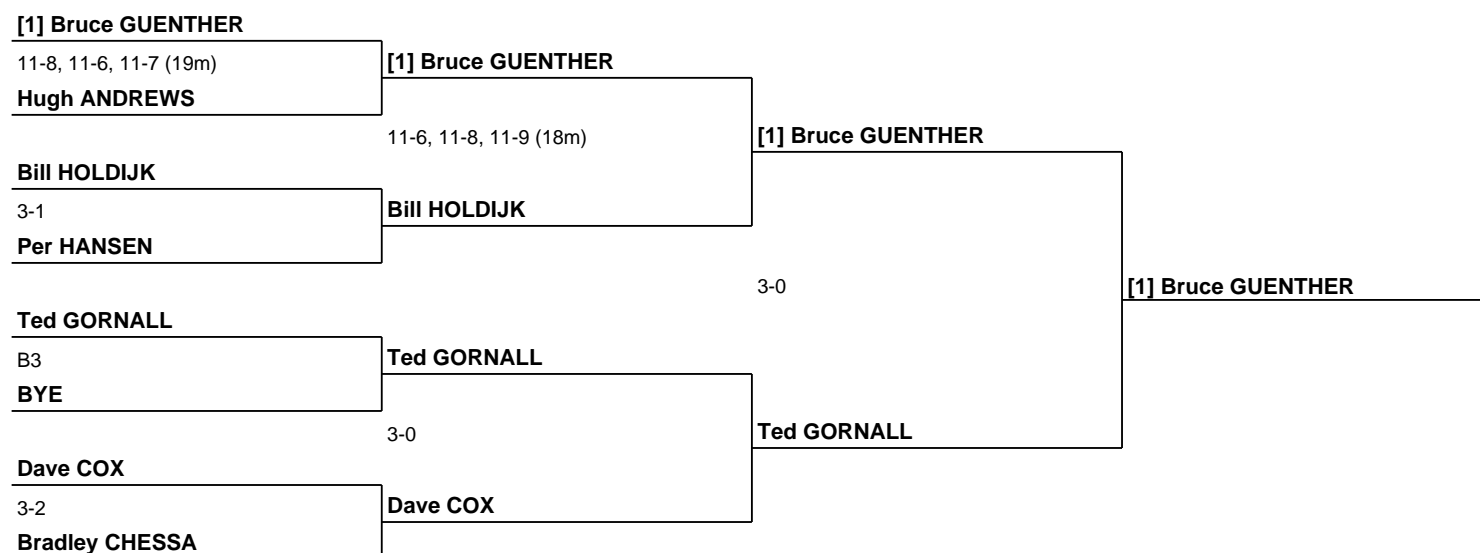 [1] Bruce GUENTHER
11-8, 11-6, 11-7 (19m)
Hugh ANDREWS
Bill HOLDIJK
3-1
Per HANSEN
Ted GORNALL
B3
BYE
Dave COX
3-2
Bradley CHESSA
[1] Bruce GUENTHER
11-6, 11-8, 11-9 (18m)
Bill HOLDIJK
Ted GORNALL
3-0
Dave COX
[1] Bruce GUENTHER
3-0
Ted GORNALL
[1] Bruce GUENTHER